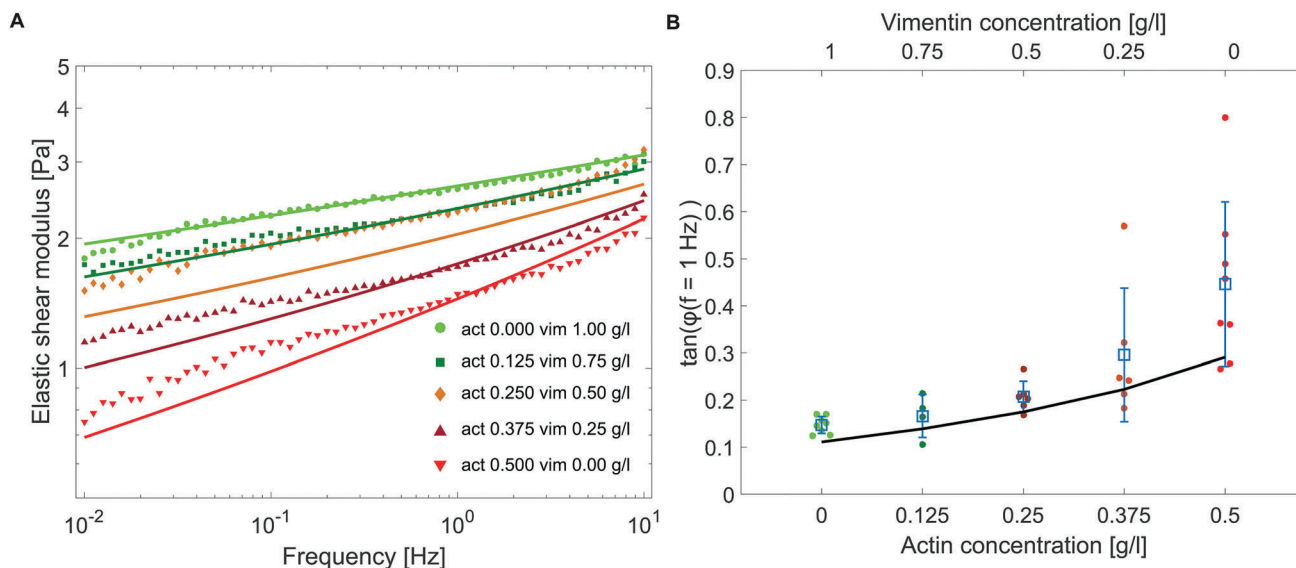 A
Elastic shear modulus [Pa]
5
4
3
2
1
10⁻²
10⁻¹
10⁰
10¹
Frequency [Hz]
act 0.000 vim 1.00 g/l
act 0.125 vim 0.75 g/l
act 0.250 vim 0.50 g/l
act 0.375 vim 0.25 g/l
act 0.500 vim 0.00 g/l
B
Vimentin concentration [g/l]
1
0.75
0.5
0.25
0
tan(φ(f = 1 Hz) )
0.9
0.8
0.7
0.6
0.5
0.4
0.3
0.2
0.1
0
0
0.125
0.25
0.375
0.5
Actin concentration [g/l]